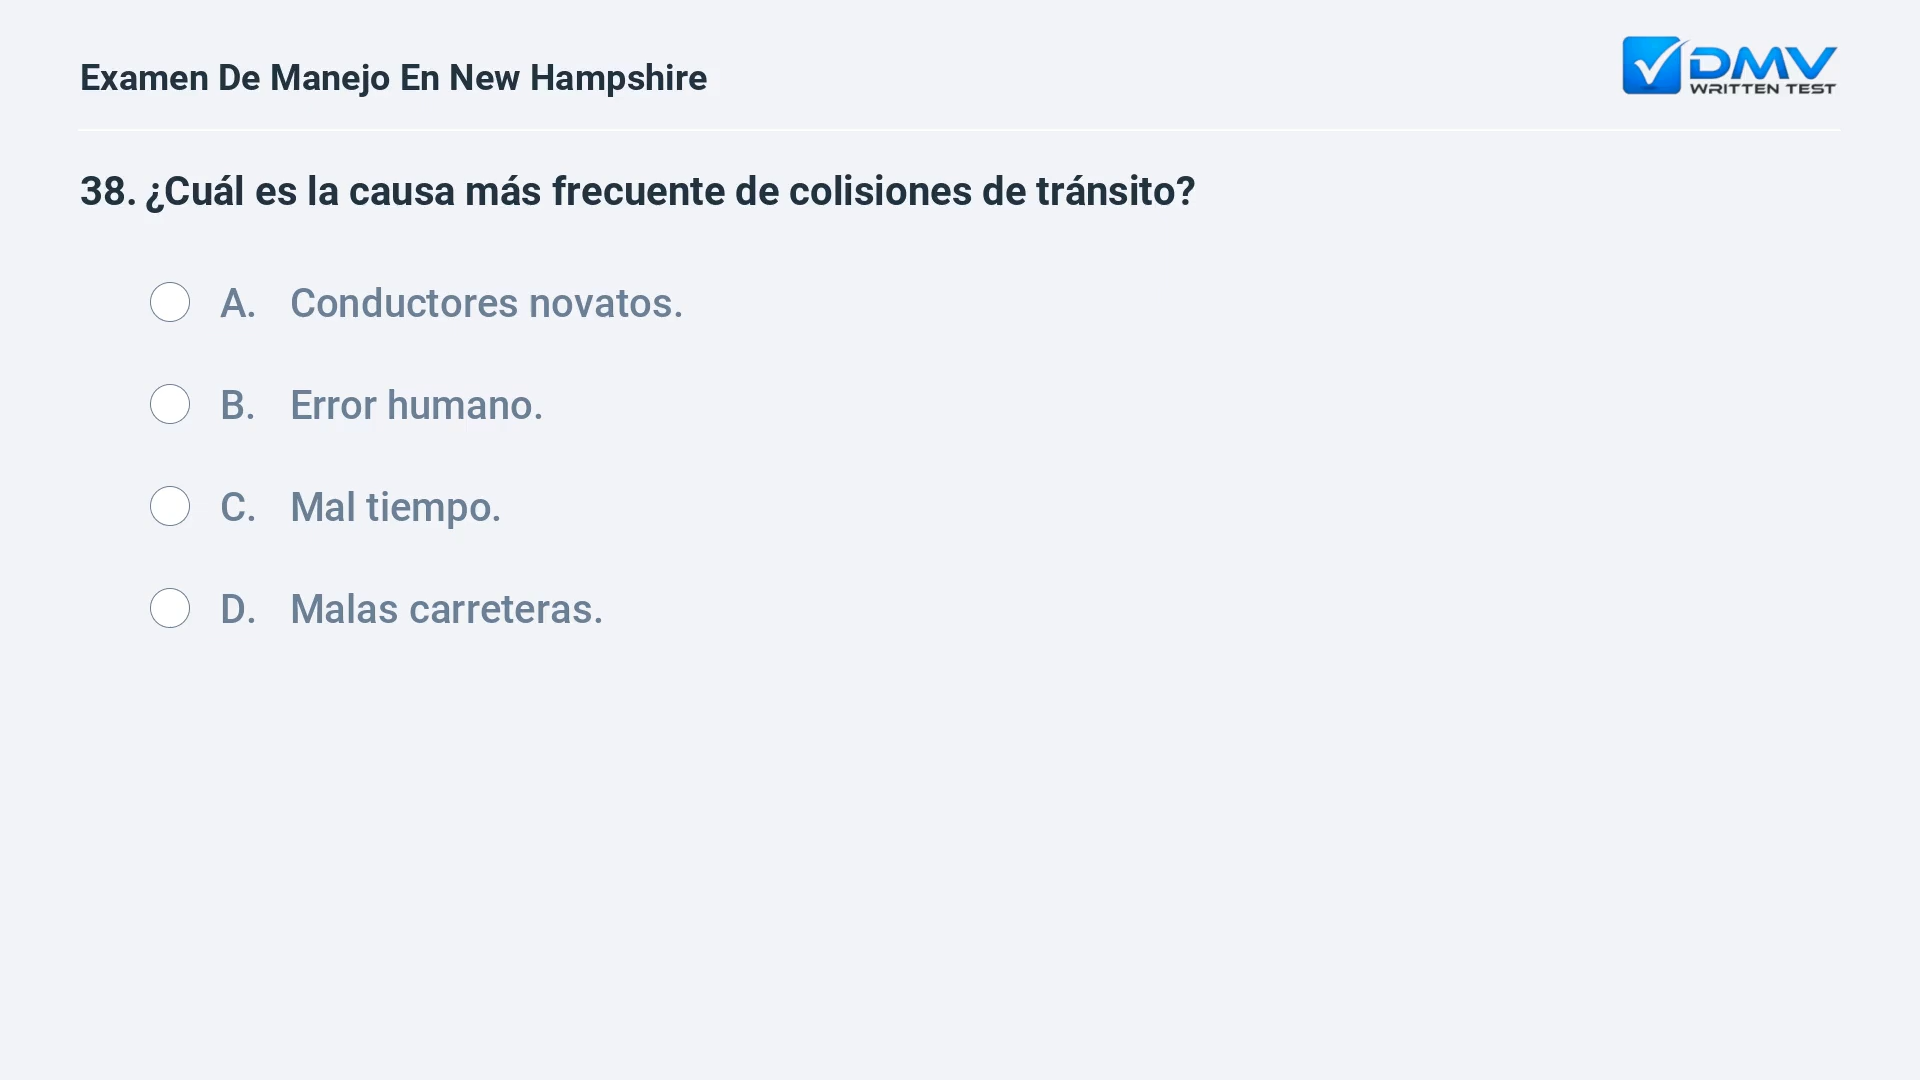 Examen De Manejo En New Hampshire
DMV
WRITTEN TEST
38. ¿Cuál es la causa más frecuente de colisiones de tránsito?
A. Conductores novatos.
B. Error humano.
C. Mal tiempo.
D. Malas carreteras.